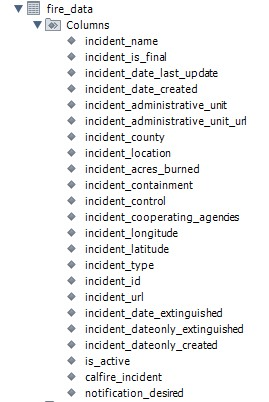 fire_data
Columns
incident_name
incident_is_final
incident_date_last_update
incident_date_created
incident_administrative_unit
incident_administrative_unit_url
incident_county
incident_location
incident_acres_burned
incident_containment
incident_control
incident_cooperating_agencies
incident_longitude
incident_latitude
incident_type
incident_id
incident_url
incident_date_extinguished
incident_dateonly_extinguished
incident_dateonly_created
is_active
calfire_incident
notification_desired